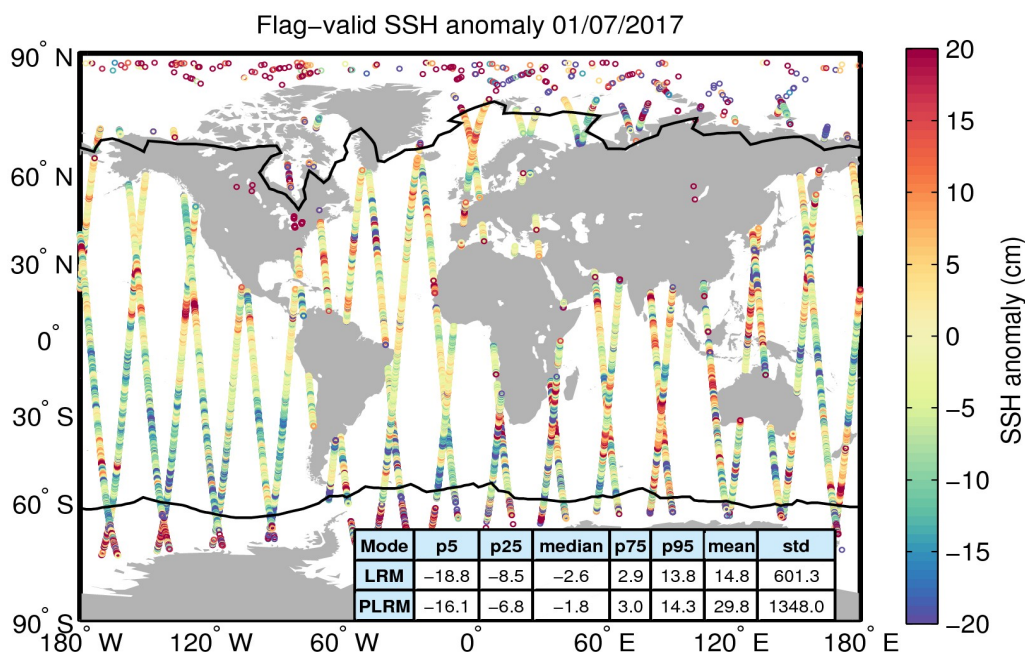 Flag−valid SSH anomaly 01/07/2017
90° N
60° N
30° N
0°
30° S
60° S
90° S
180° W 120° W 60° W 0° 60° E 120° E 180° E
Mode p5 p25 median p75 p95 mean std
LRM −18.8 −8.5 −2.6 2.9 13.8 14.8 601.3
PLRM −16.1 −6.8 −1.8 3.0 14.3 29.8 1348.0
20
15
10
5
0
−5
−10
−15
−20
SSH anomaly (cm)